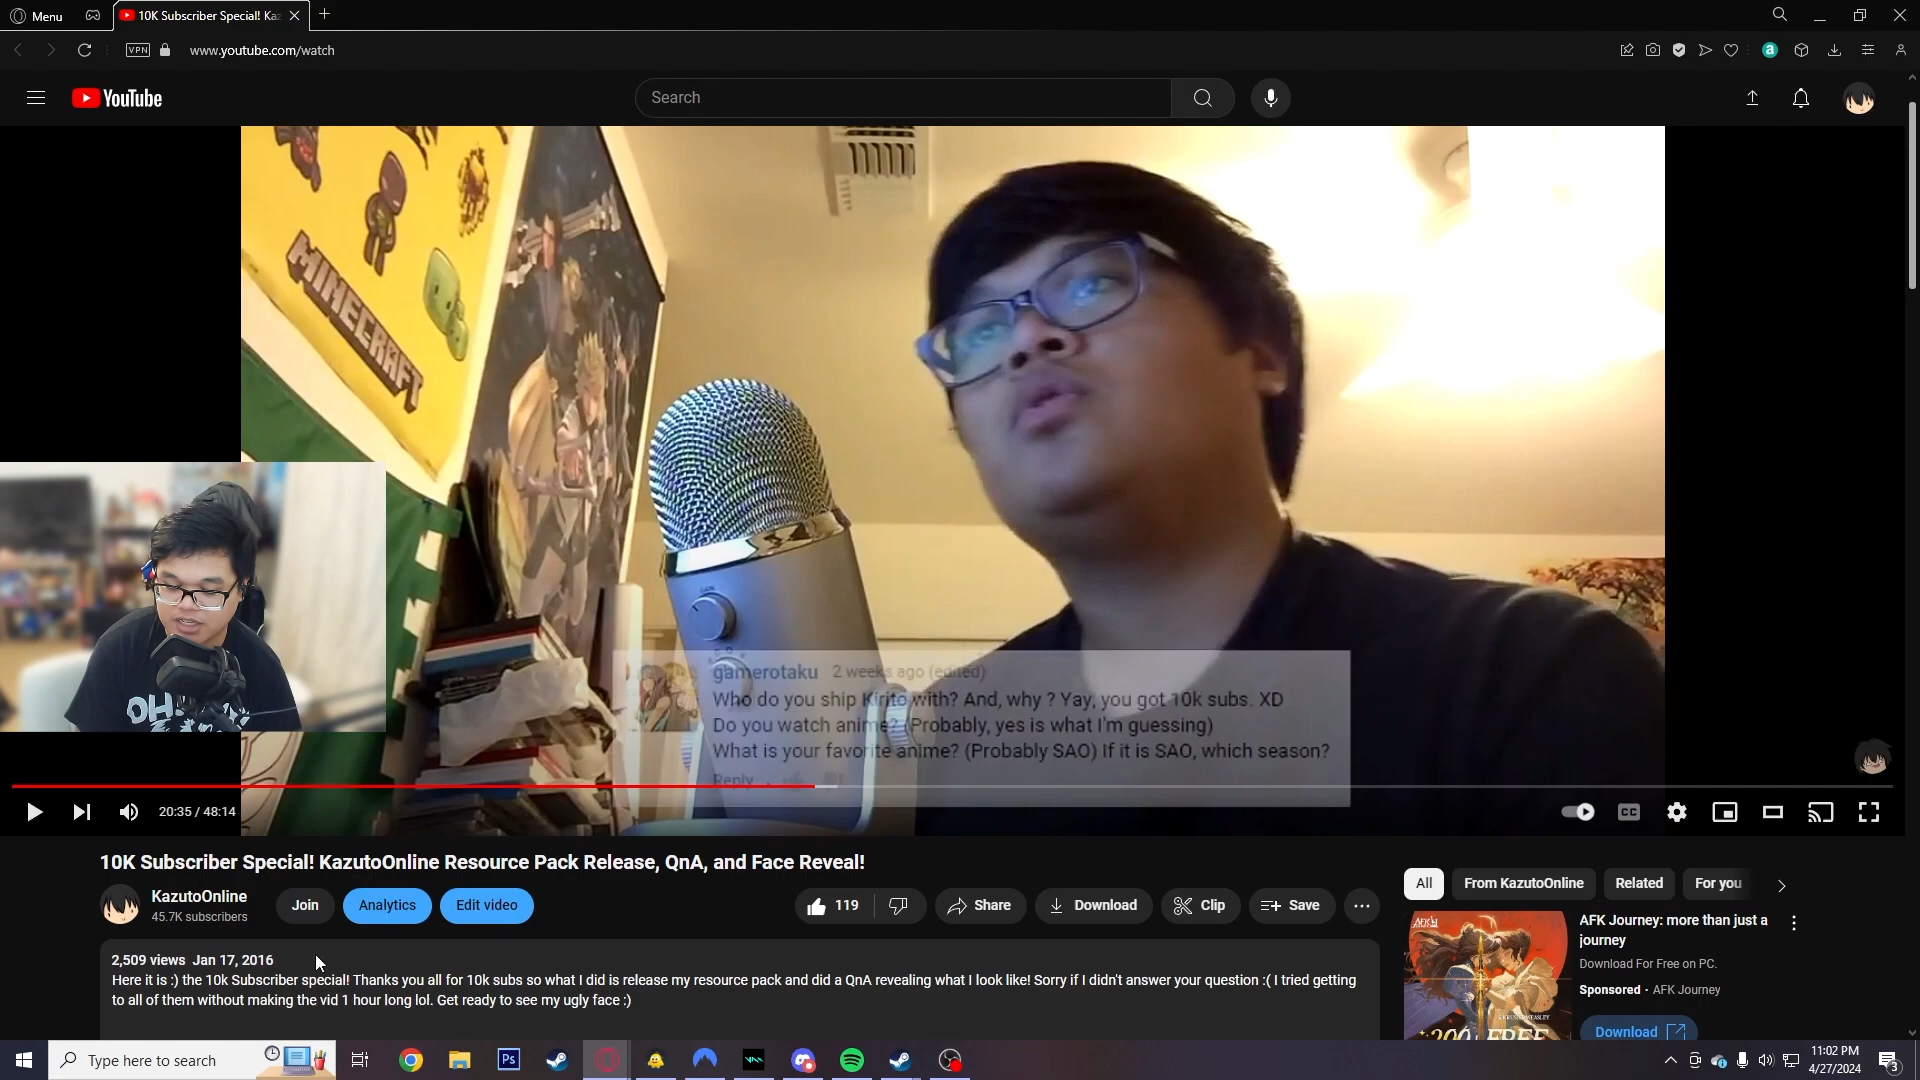 Menu
10K Subscriber Special! Kaz
VPN
www.youtube.com/watch
YouTube
Search
MINECRAFT
gamerotaku 2 weeks ago (edited)
Who do you ship Kirito with? And, why ? Yay, you got 10k subs. XD
Do you watch anime? (Probably, yes is what I'm guessing)
What is your favorite anime? (Probably SAO) If it is SAO, which season?
Reply
20:35 / 48:14
CC
10K Subscriber Special! KazutoOnline Resource Pack Release, QnA, and Face Reveal!
KazutoOnline
45.7K subscribers
Join
Analytics
Edit video
119
Share
Download
Clip
Save
All
From KazutoOnline
Related
For you
2,509 views Jan 17, 2016
Here it is :) the 10k Subscriber special! Thanks you all for 10k subs so what I did is release my resource pack and did a QnA revealing what I look like! Sorry if I didn't answer your question :( I tried getting
to all of them without making the vid 1 hour long lol. Get ready to see my ugly face :)
AFK Journey: more than just a
journey
Download For Free on PC.
Sponsored · AFK Journey
Download
Type here to search
Ps
11:02 PM
4/27/2024
3